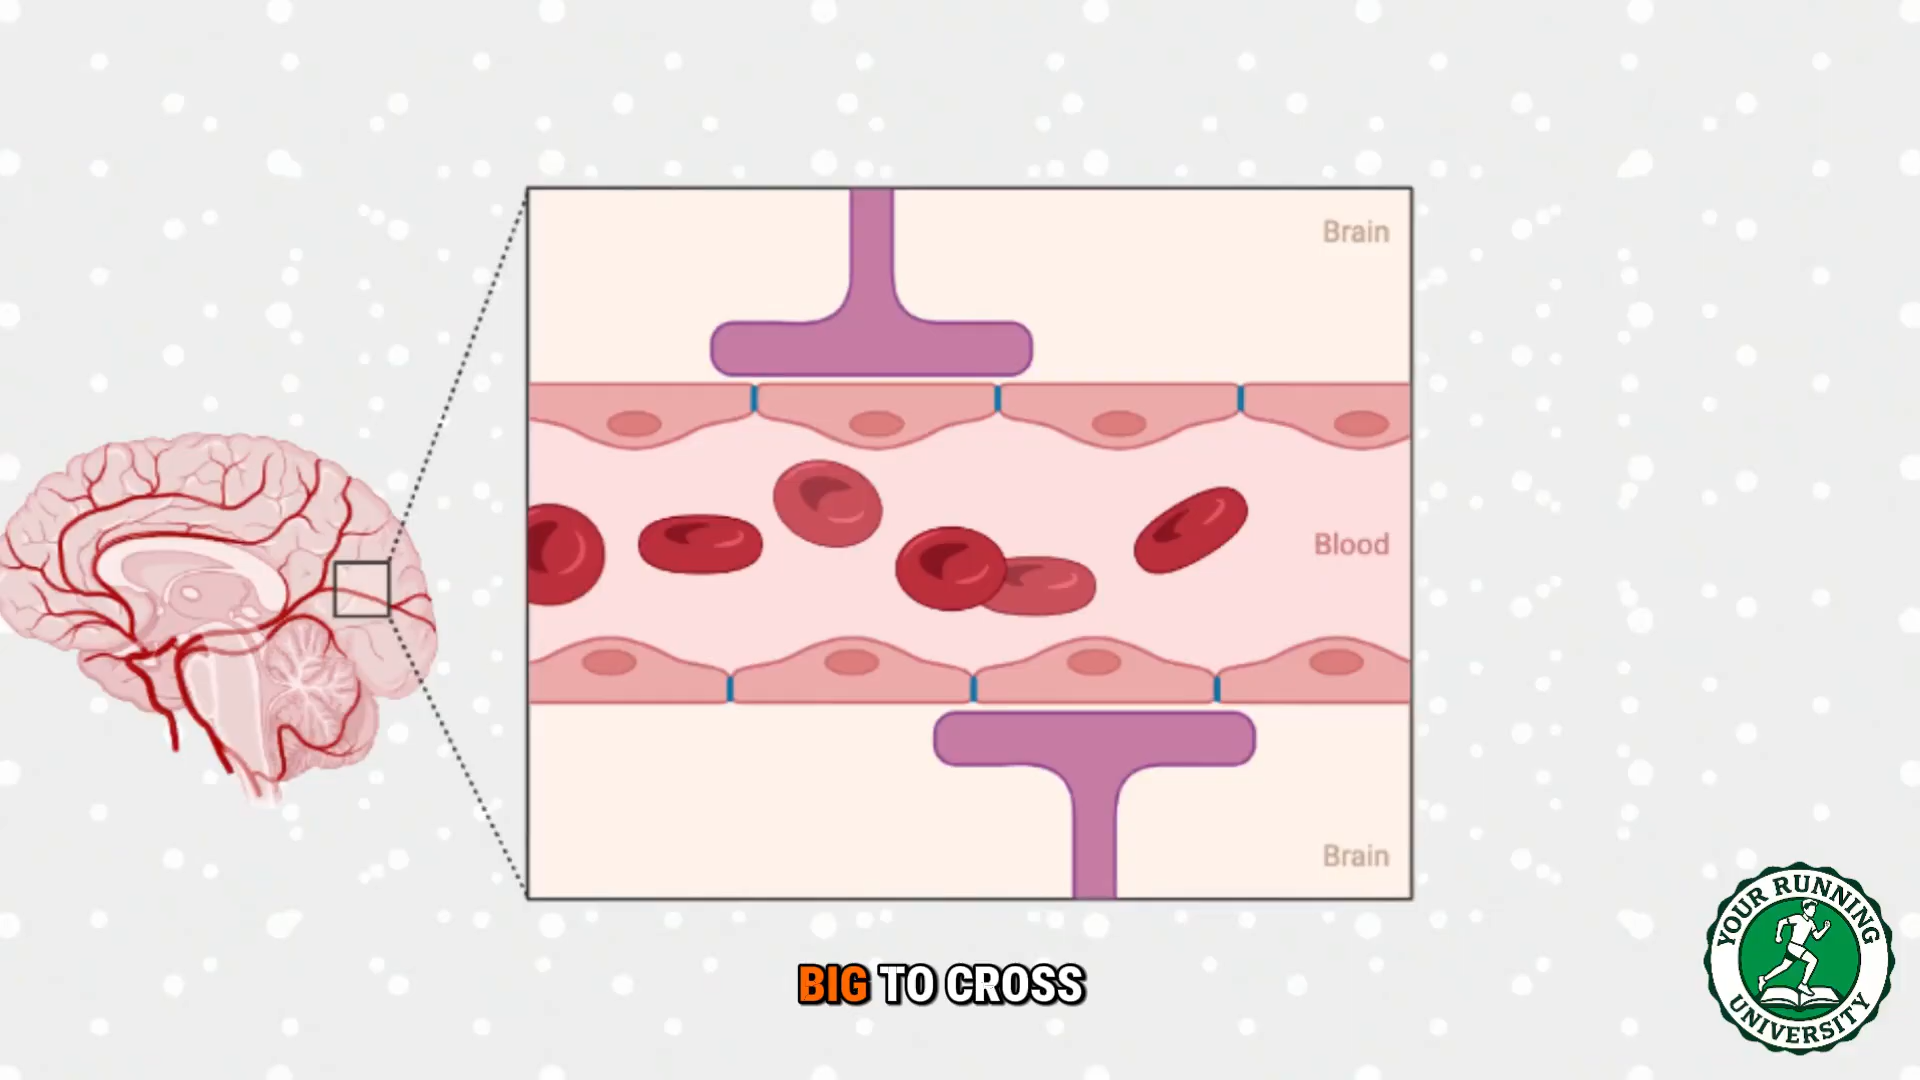 Brain
Blood
Brain
BIG TO CROSS
YOUR RUNNING
UNIVERSITY